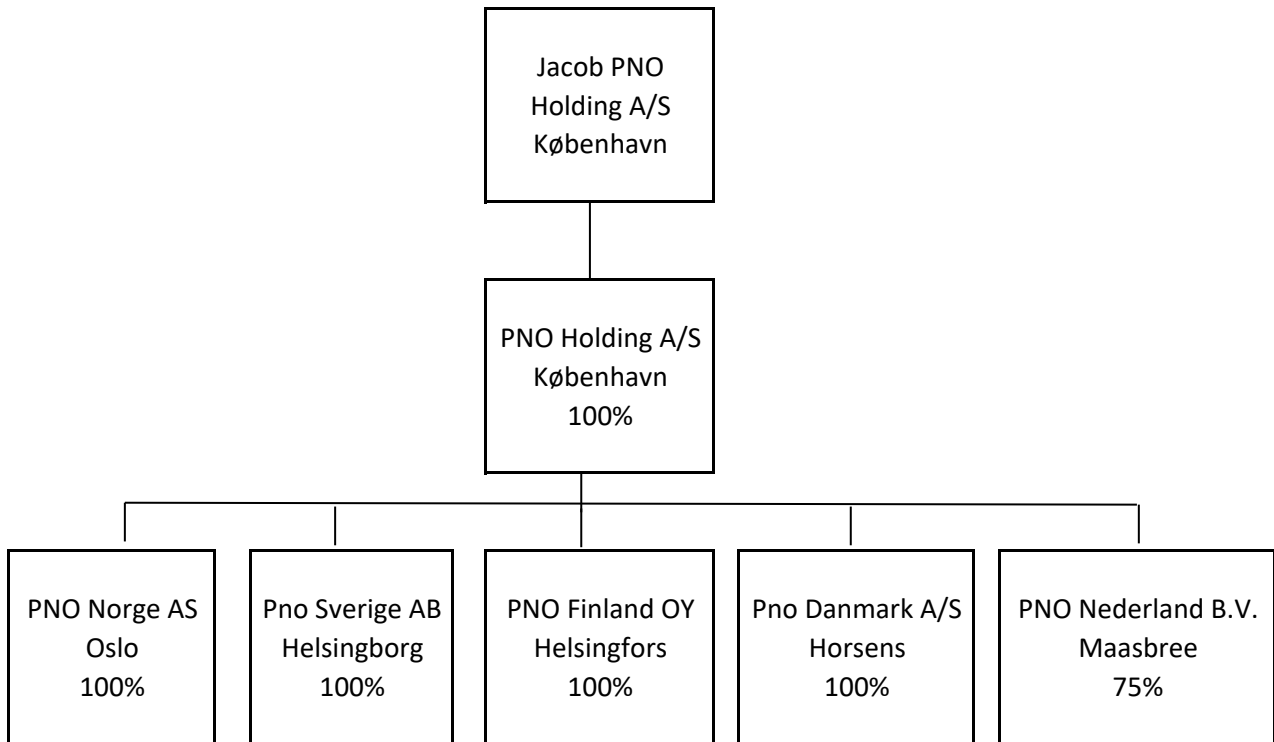 Jacob PNO
Holding A/S
København
PNO Holding A/S
København
100%
PNO Norge AS
Oslo
100%
Pno Sverige AB
Helsingborg
100%
PNO Finland OY
Helsingfors
100%
Pno Danmark A/S
Horsens
100%
PNO Nederland B.V.
Maasbree
75%